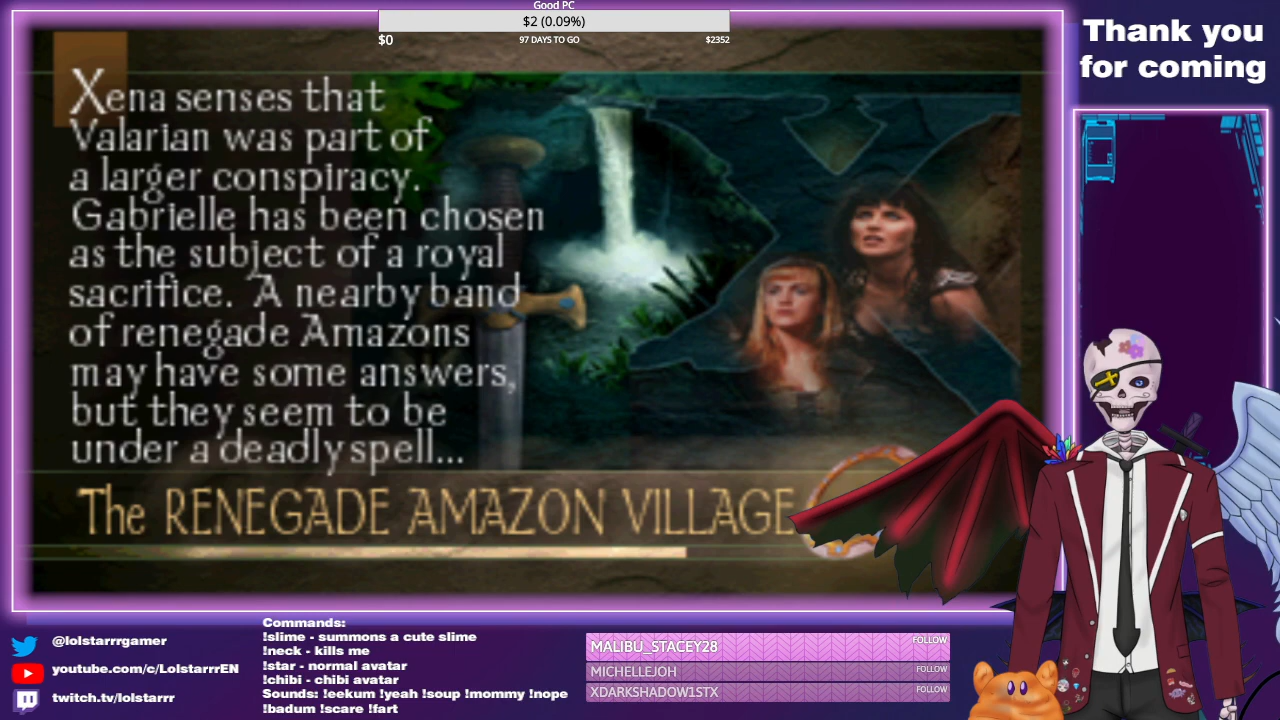 Good PC
$2 (0.09%)
$0
97 DAYS TO GO
$2352
Thank you
for coming
Xena senses that
Valarian was part of
a larger conspiracy.
Gabrielle has been chosen
as the subject of a royal
sacrifice. A nearby band
of renegade Amazons
may have some answers,
but they seem to be
under a deadly spell...
The RENEGADE AMAZON VILLAGE
@lolstarrrgamer
youtube.com/c/LolstarrrEN
twitch.tv/lolstarrr
Commands:
!slime - summons a cute slime
!neck - kills me
!star - normal avatar
!chibi - chibi avatar
Sounds: !eekum !yeah !soup !mommy !nope
!badum !scare !fart
MALIBU_STACEY28 FOLLOW
MICHELLEJOH FOLLOW
XDARKSHADOW1STX FOLLOW